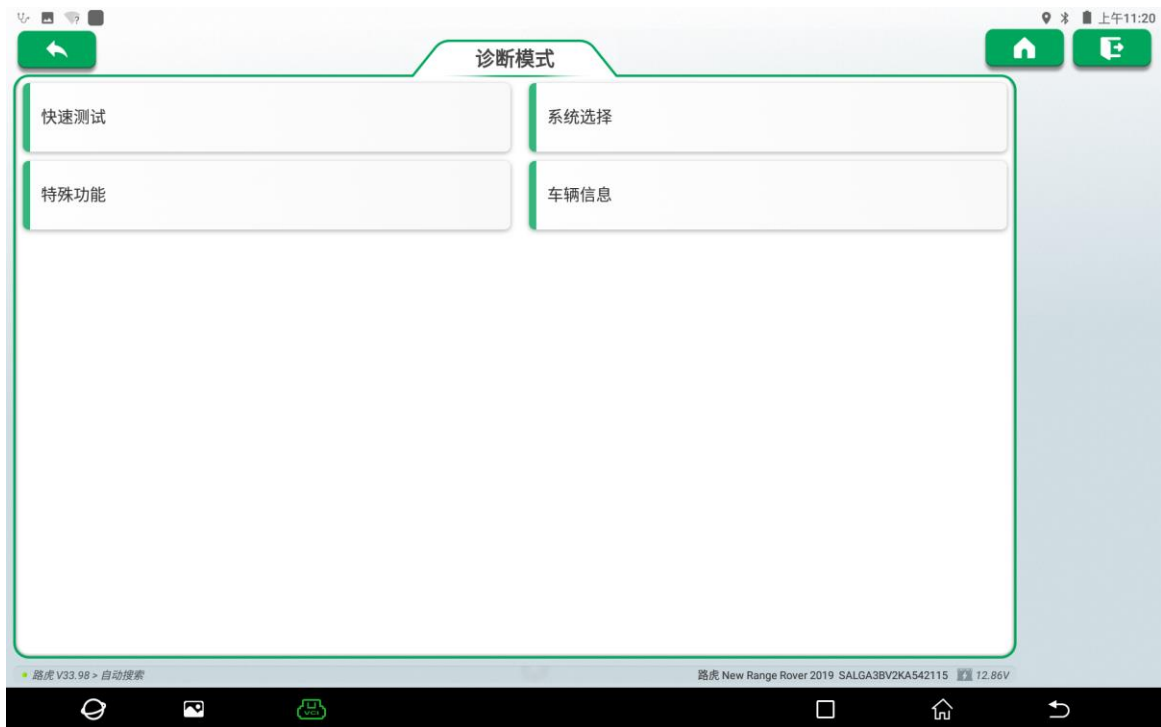 上午11:20
诊断模式
快速测试
系统选择
特殊功能
车辆信息
路虎 V33.98 > 自动搜索
路虎 New Range Rover 2019 SALGA3BV2KA542115 12.86V
VCI